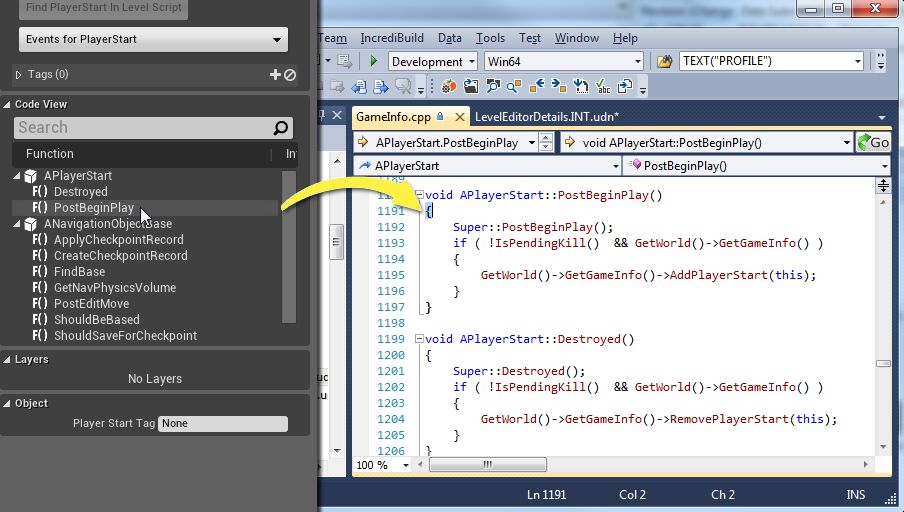 Find PlayerStart In Level Script
Events for PlayerStart
Tags (0)
Code View
Search
Function
Int
APlayerStart
F() Destroyed
F() PostBeginPlay
ANavigationObjectBase
F() ApplyCheckpointRecord
F() CreateCheckpointRecord
F() FindBase
F() GetNavPhysicsVolume
F() PostEditMove
F() ShouldBeBased
F() ShouldSaveForCheckpoint
Layers
No Layers
Object
Player Start Tag None
Team IncrediBuild Data Tools Test Window Help
Development Win64 TEXT("PROFILE")
GameInfo.cpp LevelEditorDetails.INT.udn*
APlayerStart.PostBeginPlay void APlayerStart::PostBeginPlay() Go
APlayerStart PostBeginPlay()
1189
void APlayerStart::PostBeginPlay()
1191 {
1192 Super::PostBeginPlay();
1193 if ( !IsPendingKill() && GetWorld()->GetGameInfo() )
1194 {
1195 GetWorld()->GetGameInfo()->AddPlayerStart(this);
1196 }
1197 }
1198
1199 void APlayerStart::Destroyed()
1200 {
1201 Super::Destroyed();
1202 if ( !IsPendingKill() && GetWorld()->GetGameInfo() )
1203 {
1204 GetWorld()->GetGameInfo()->RemovePlayerStart(this);
1205 }
1206 }
100 %
Ln 1191 Col 2 Ch 2 INS